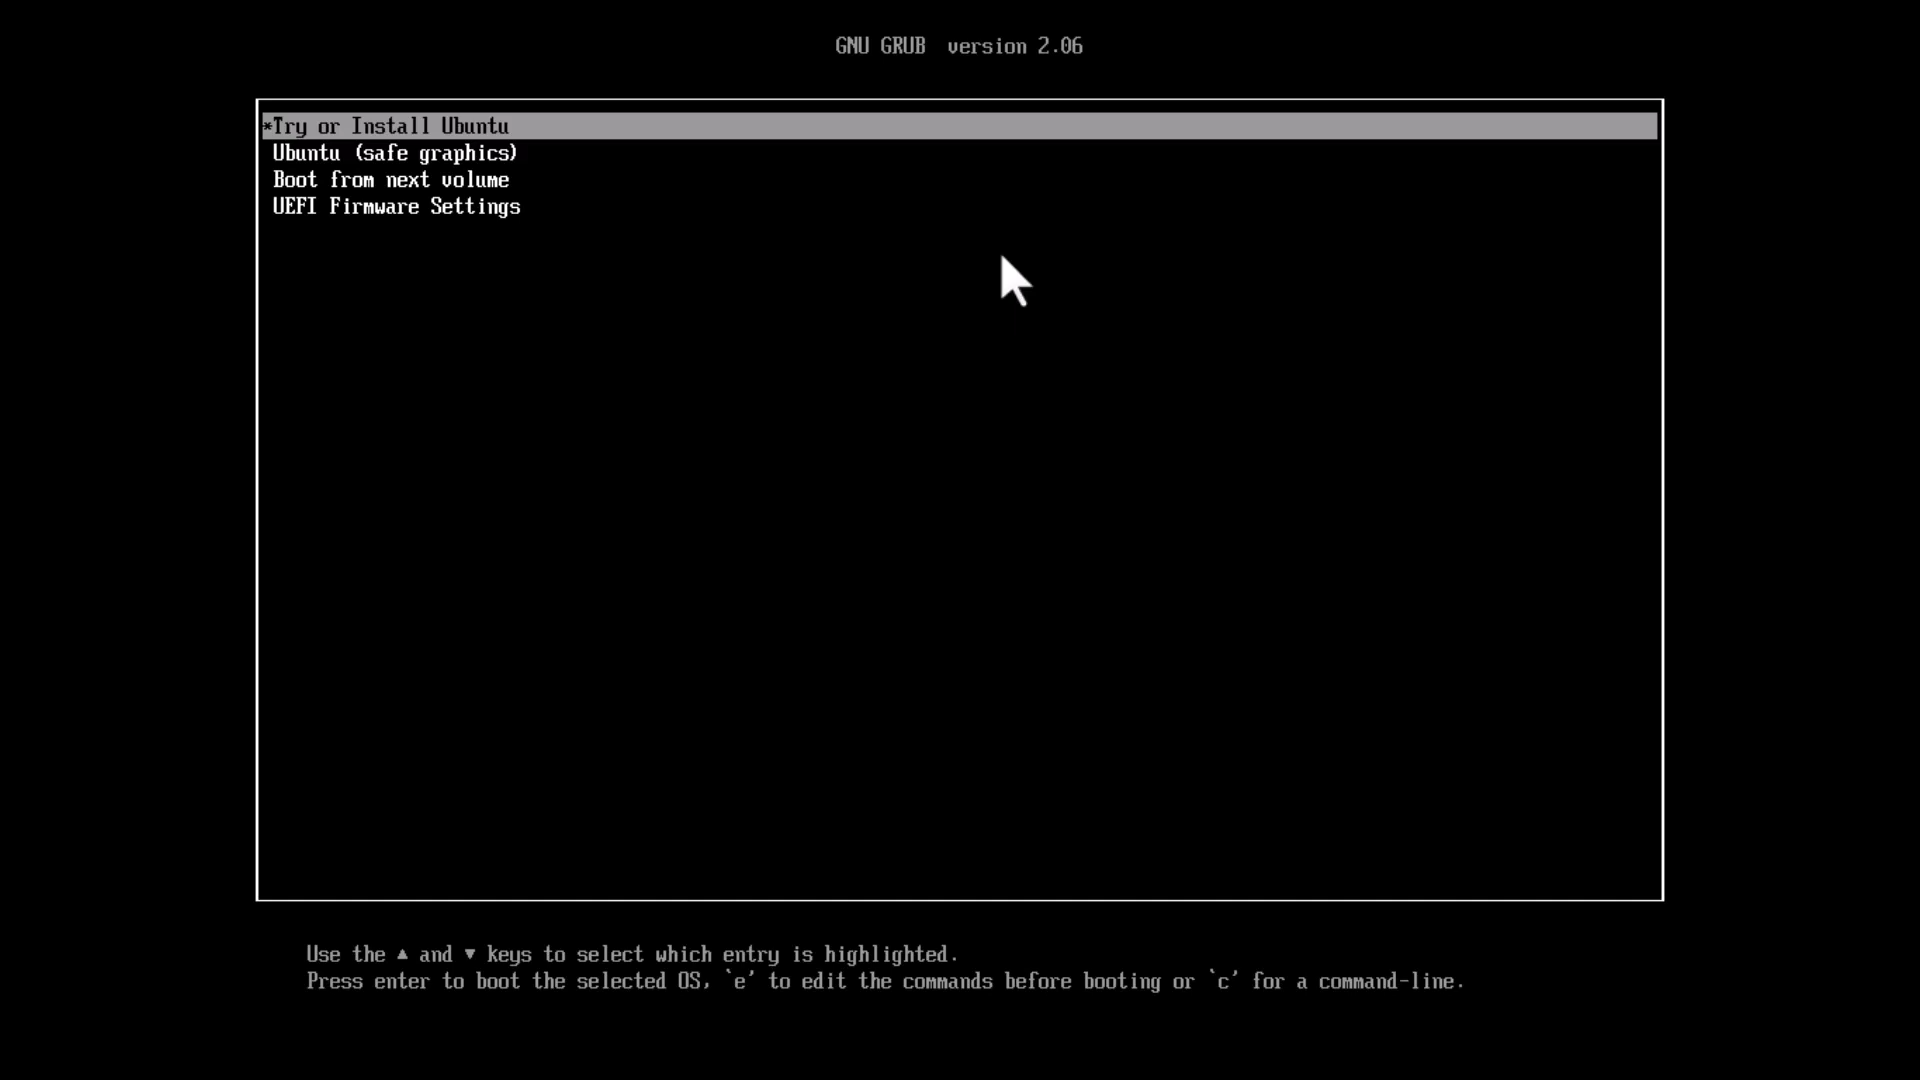 GNU GRUB  version 2.06
*Try or Install Ubuntu
Ubuntu (safe graphics)
Boot from next volume
UEFI Firmware Settings
Use the ▲ and ▼ keys to select which entry is highlighted.
Press enter to boot the selected OS, `e' to edit the commands before booting or `c' for a command-line.